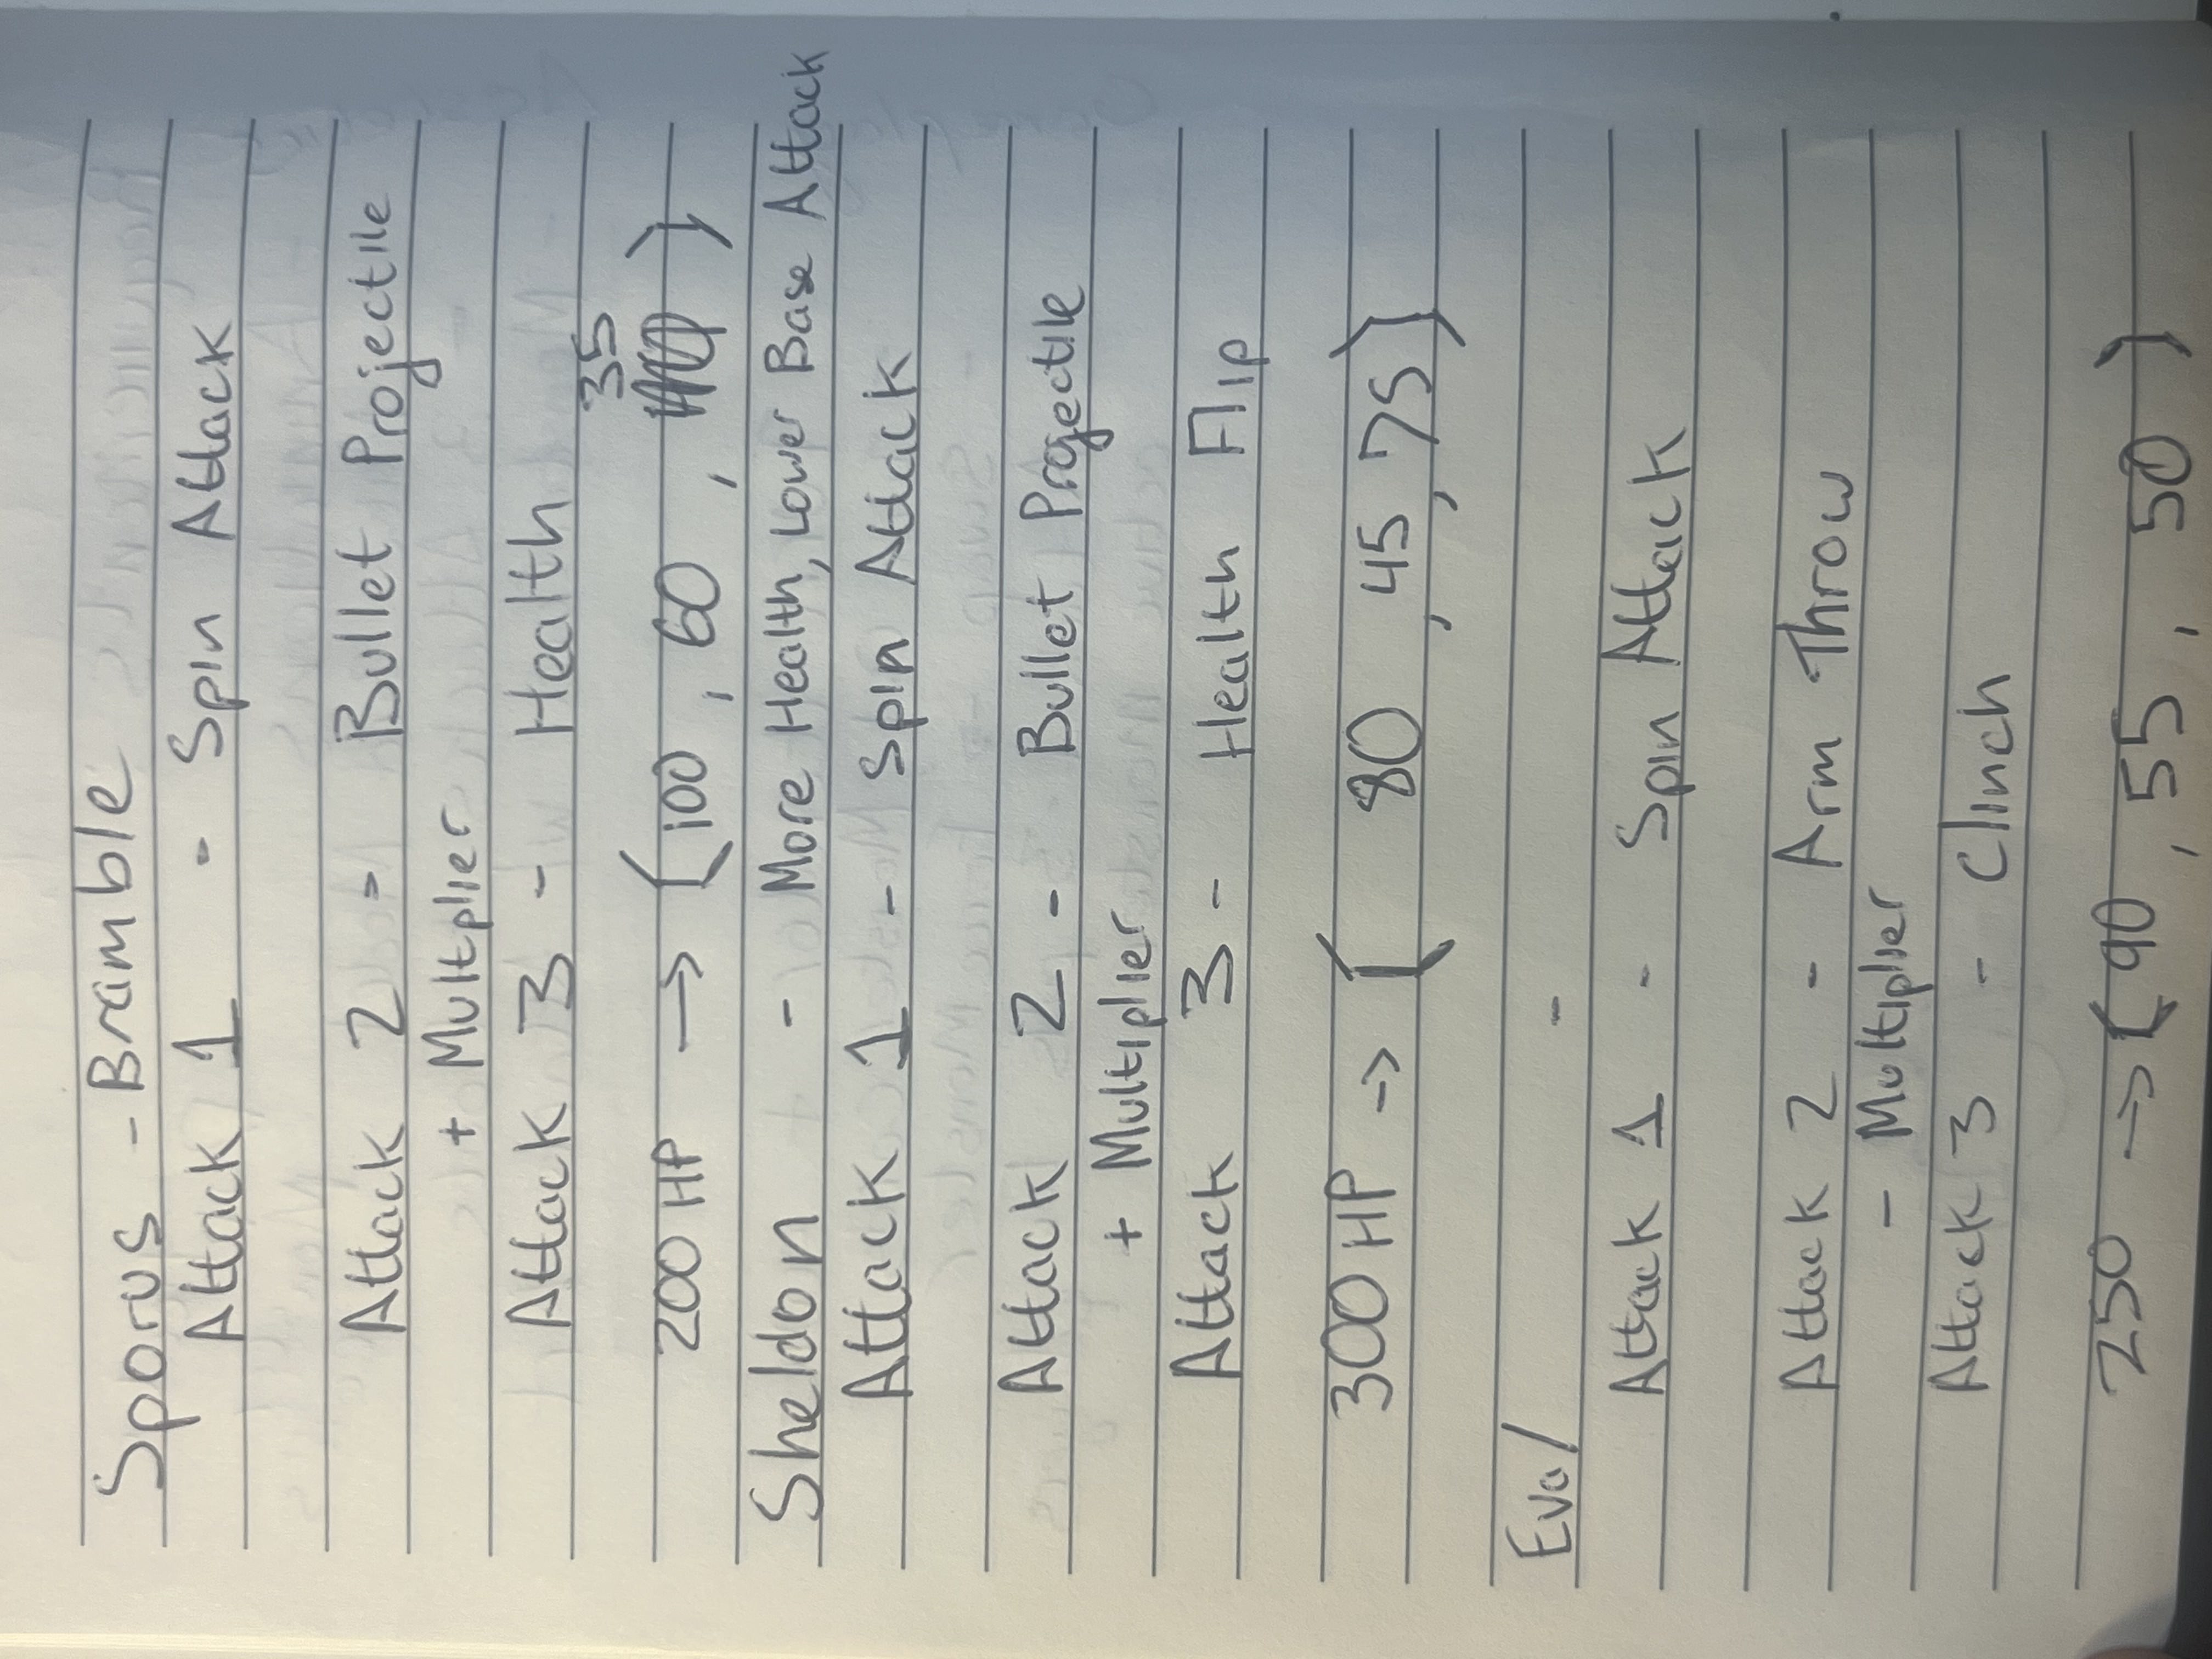 Sporus - Bramble
Attack 1 - Spin Attack
Attack 2 - Bullet Projectile
+ Multplier
Attack 3 - Health
35
200 HP → (100, 60, )
Sheldon - More Health, Lower Base Attack
Attack 1 - Spin Attack
Attack 2 - Bullet Projectile
+ Multiplier
Attack 3 - Health Flip
300 HP → (80, 45, 75)
Eva/ -
Attack 1 - Spin Attack
Attack 2 - Arm Throw
- Multiplier
Attack 3 - Clinch
250 → (90, 55, 50)